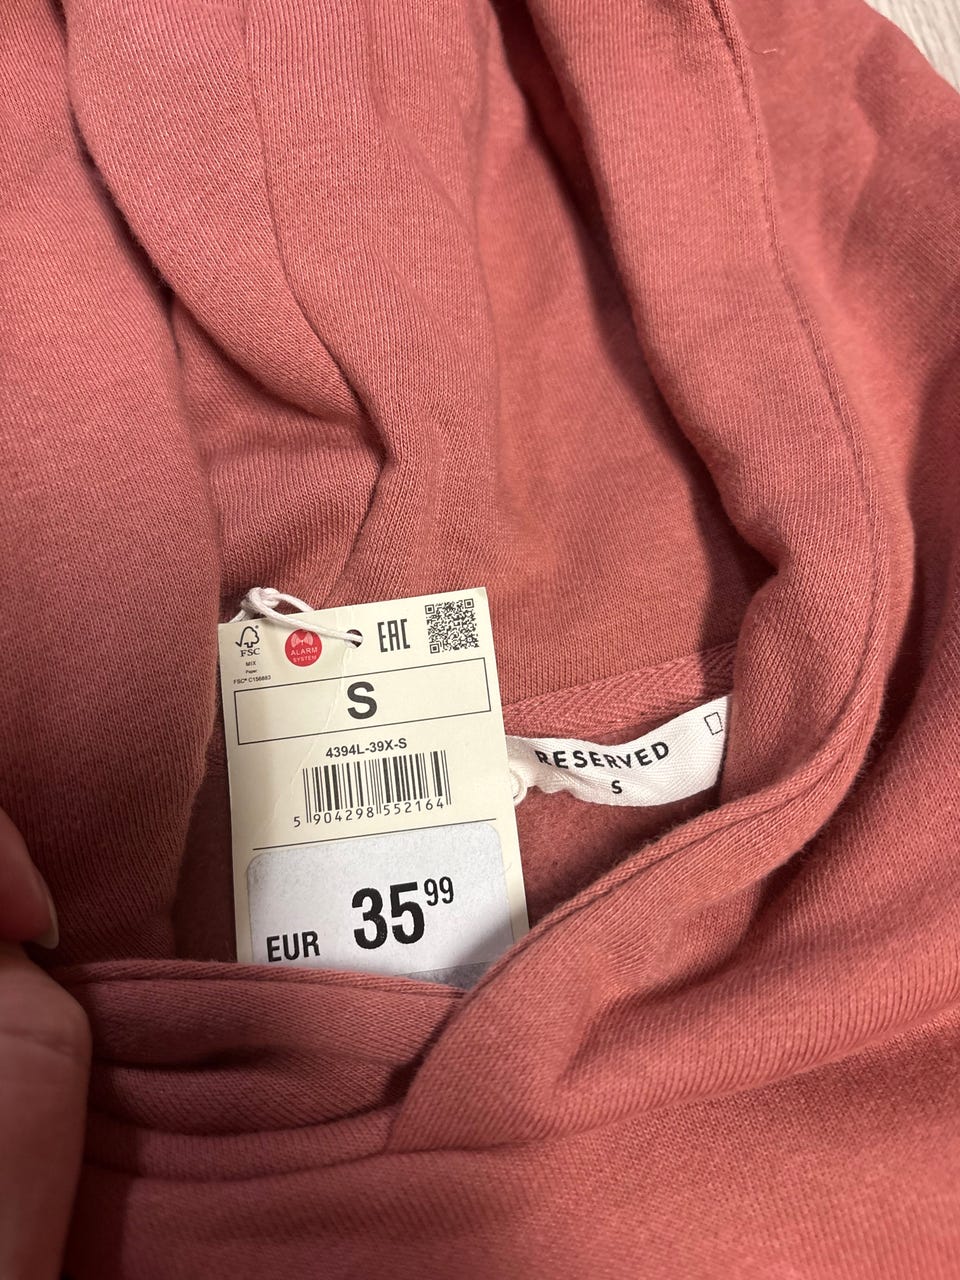 FSC®
MIX
Paper
FSC® C156883
ALARM
SYSTEM
EAC
S
4394L-39X-S
5 904298 552164
EUR 35.99
RESERVED
S